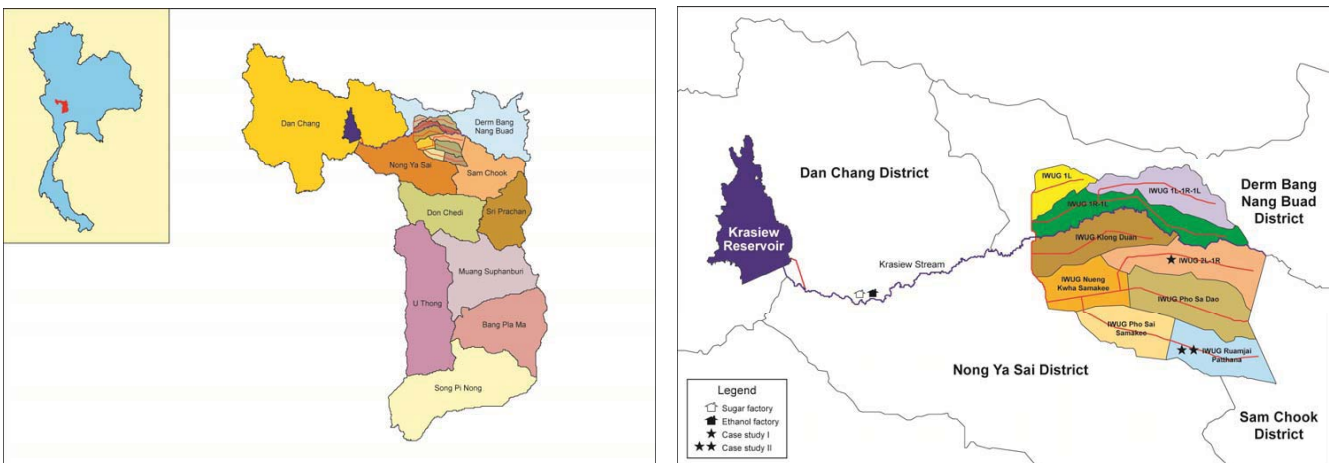 Dan Chang
Derm Bang
Nang Buad
Nong Ya Sai
Sam Chook
Don Chedi
Sri Prachan
Muang Suphanburi
U Thong
Bang Pla Ma
Song Pi Nong
Dan Chang District
Derm Bang
Nang Buad
District
IWUG 1L
IWUG 1L-1R-1L
IWUG 1R-1L
IWUG Klong Duan
IWUG 2L-1R
IWUG Nueng
Kwha Samakee
IWUG Pho Sa Dao
IWUG Pho Sai
Samakee
IWUG Ruamjai
Patthana
Krasiew
Reservoir
Krasiew Stream
Nong Ya Sai District
Sam Chook
District
Legend
Sugar factory
Ethanol factory
Case study I
Case study II